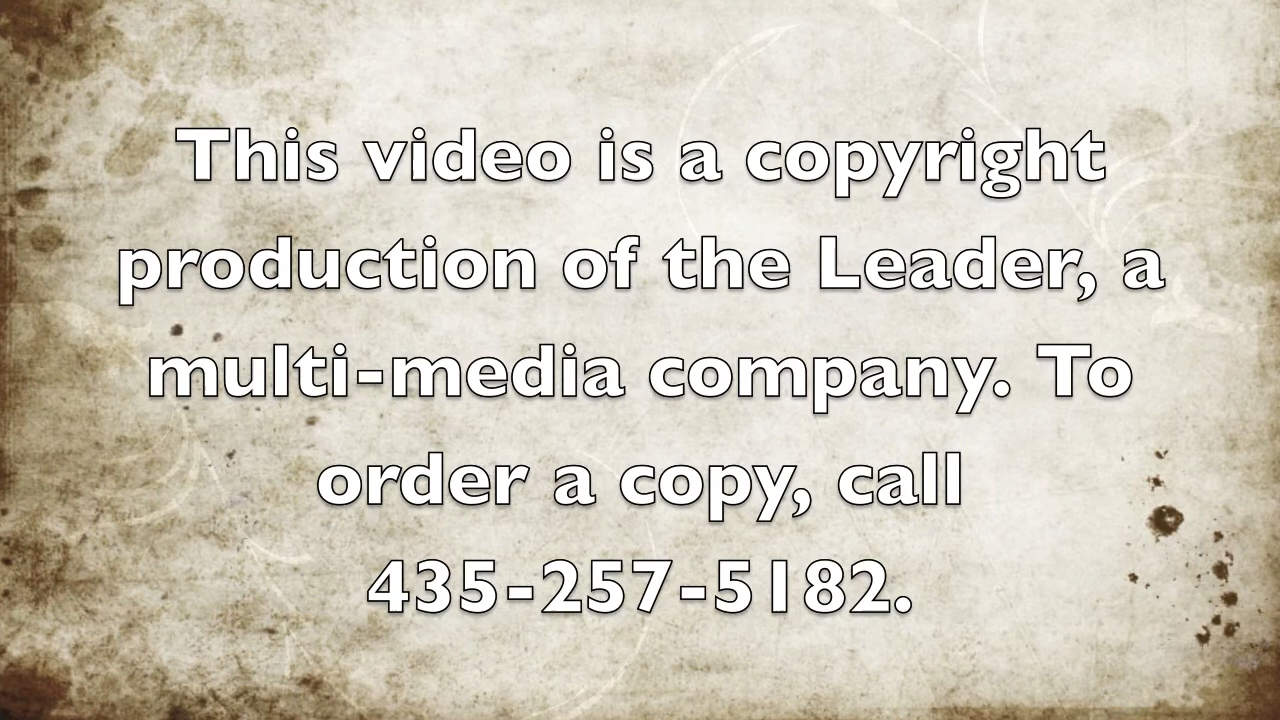 This video is a copyright
production of the Leader, a
multi-media company. To
order a copy, call
435-257-5182.